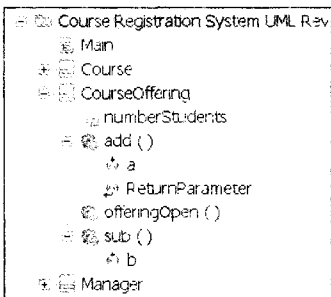 Course Registration System UML Rev
Main
Course
CourseOffering
numberStudents
add ( )
a
ReturnParameter
offeringOpen ( )
sub ( )
b
Manager